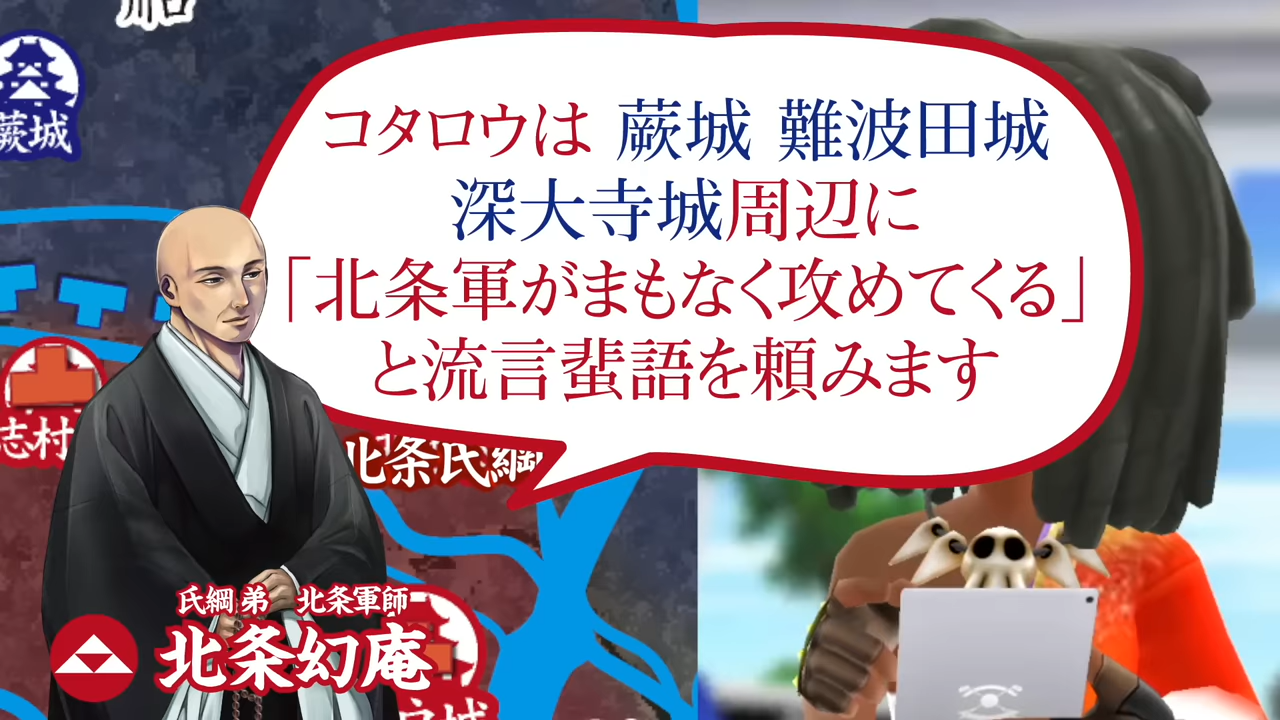 船
蕨城
コタロウは 蕨城 難波田城
深大寺城周辺に
「北条軍がまもなく攻めてくる」
と流言蜚語を頼みます
志村
北条氏綱
氏綱 弟 北条軍師
北条幻庵